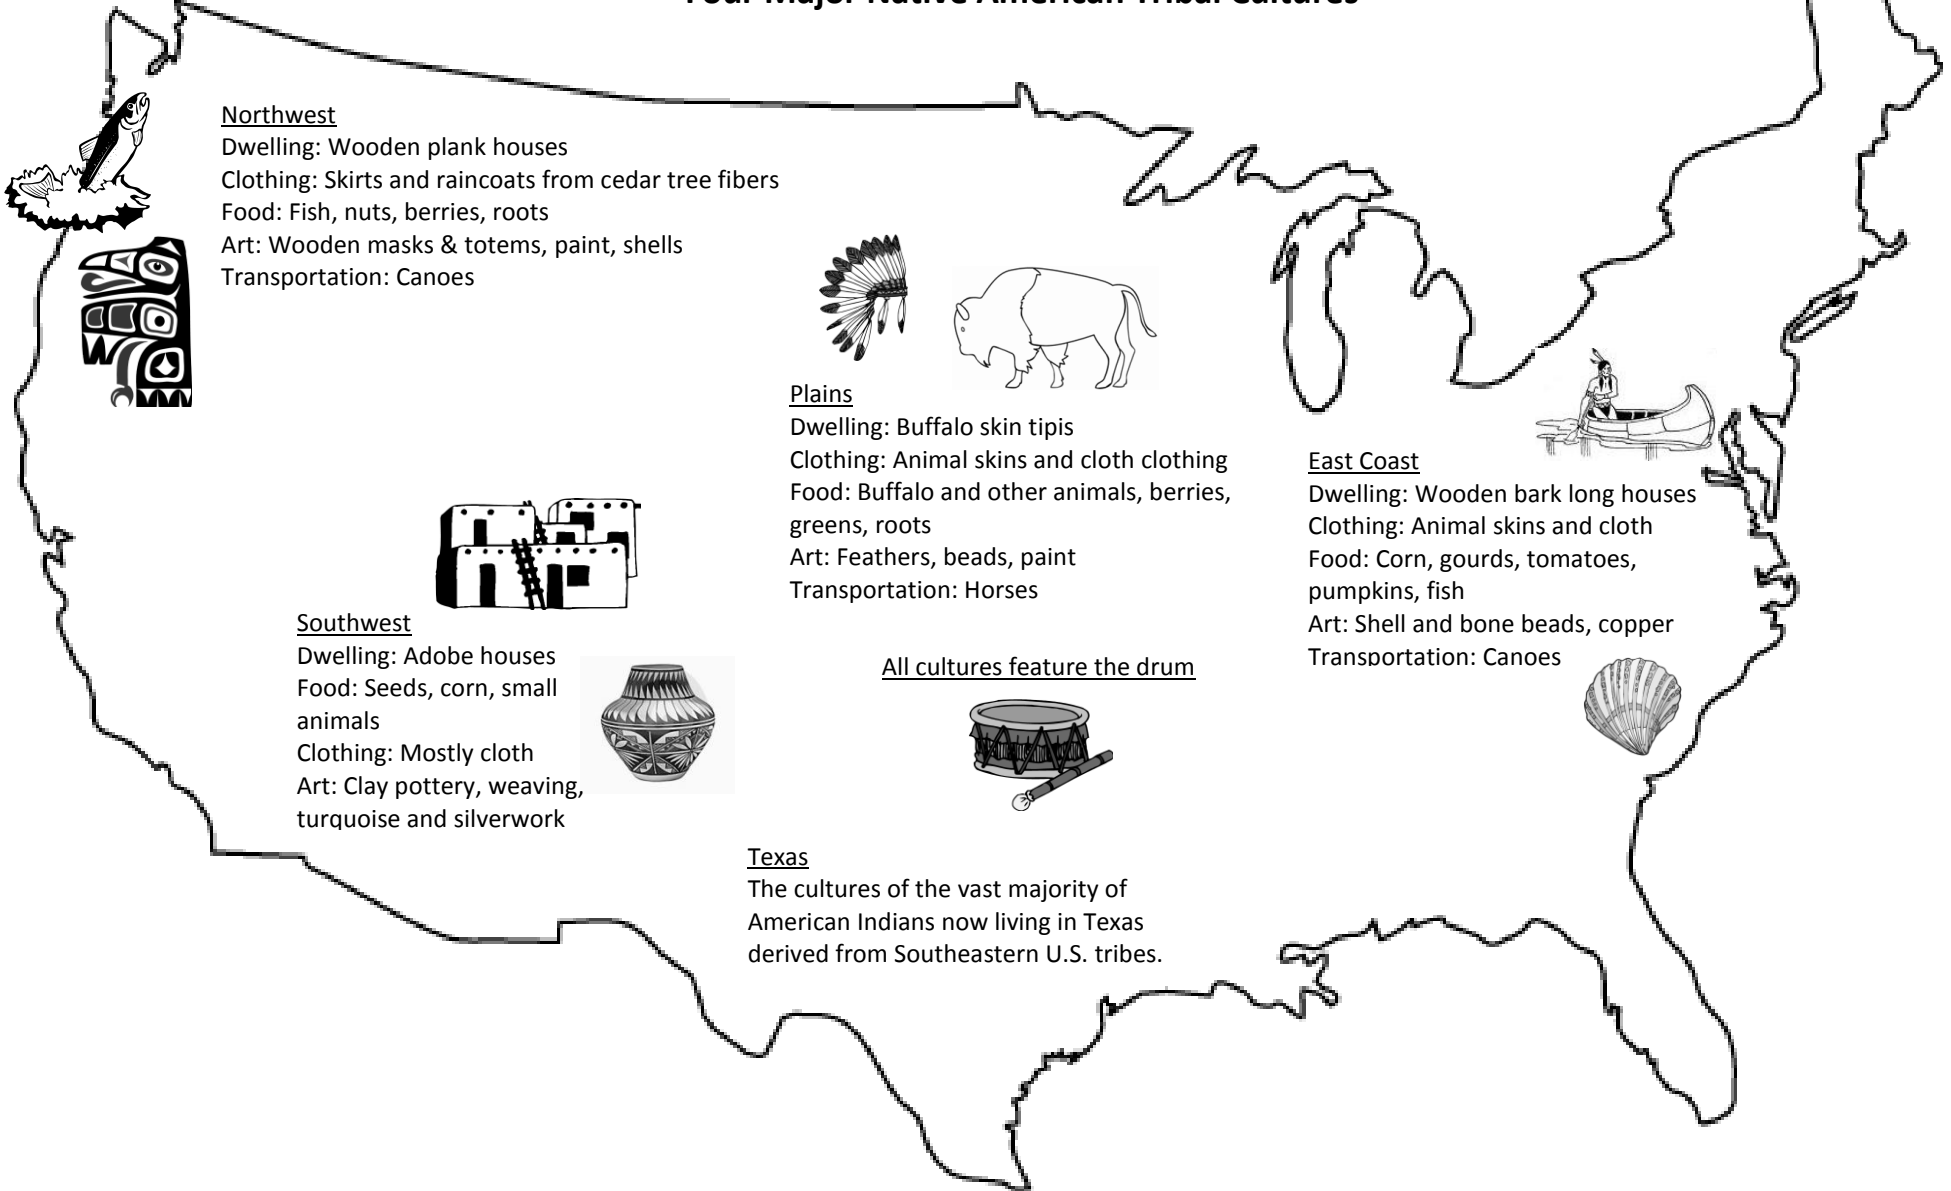 Four Major Native American Tribal Cultures
Northwest
Dwelling: Wooden plank houses
Clothing: Skirts and raincoats from cedar tree fibers
Food: Fish, nuts, berries, roots
Art: Wooden masks & totems, paint, shells
Transportation: Canoes
Plains
Dwelling: Buffalo skin tipis
Clothing: Animal skins and cloth clothing
Food: Buffalo and other animals, berries,
greens, roots
Art: Feathers, beads, paint
Transportation: Horses
East Coast
Dwelling: Wooden bark long houses
Clothing: Animal skins and cloth
Food: Corn, gourds, tomatoes,
pumpkins, fish
Art: Shell and bone beads, copper
Transportation: Canoes
Southwest
Dwelling: Adobe houses
Food: Seeds, corn, small
animals
Clothing: Mostly cloth
Art: Clay pottery, weaving,
turquoise and silverwork
All cultures feature the drum
Texas
The cultures of the vast majority of
American Indians now living in Texas
derived from Southeastern U.S. tribes.